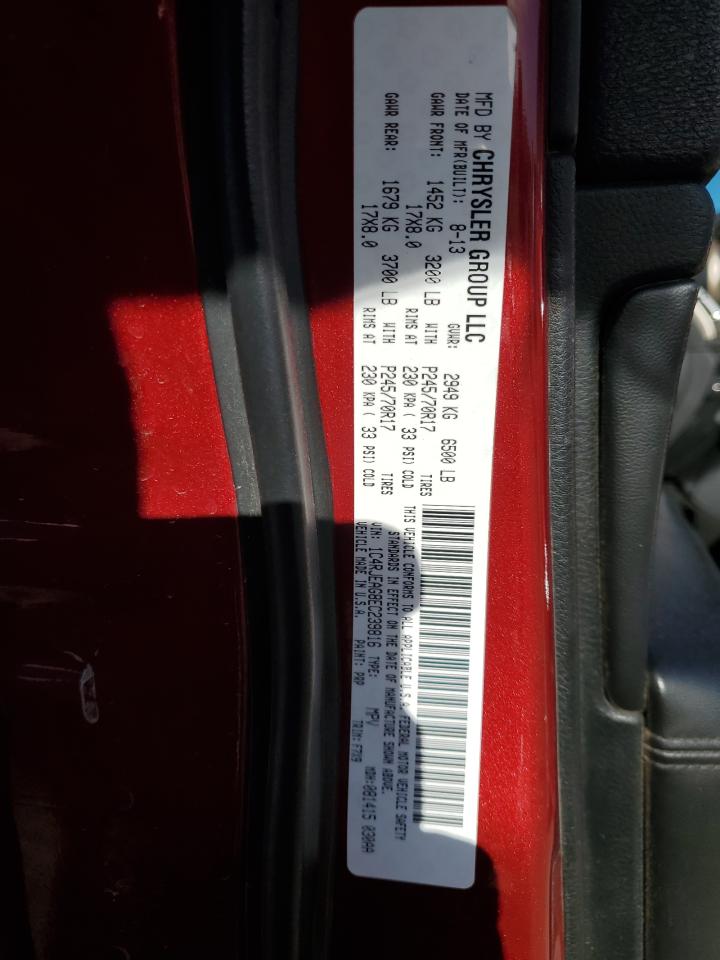 MFD BY CHRYSLER GROUP LLC
DATE OF MFR(BUILT): 8-13 GVWR: 2949 KG 6500 LB
GAWR FRONT: 1452 KG 3200 LB WITH P245/70R17 TIRES
17X8.0 RIMS AT 230 KPA ( 33 PSI) COLD
GAWR REAR: 1679 KG 3700 LB WITH P245/70R17 TIRES
17X8.0 RIMS AT 230 KPA ( 33 PSI) COLD
THIS VEHICLE CONFORMS TO ALL APPLICABLE U.S.A. FEDERAL MOTOR VEHICLE SAFETY
STANDARDS IN EFFECT ON THE DATE OF MANUFACTURE SHOWN ABOVE.
VIN: 1C4RJEAG8EC239816 TYPE: MPV MDH:081415 030AA
VEHICLE MADE IN U.S.A. PAINT: PRP TRIM: F7X9